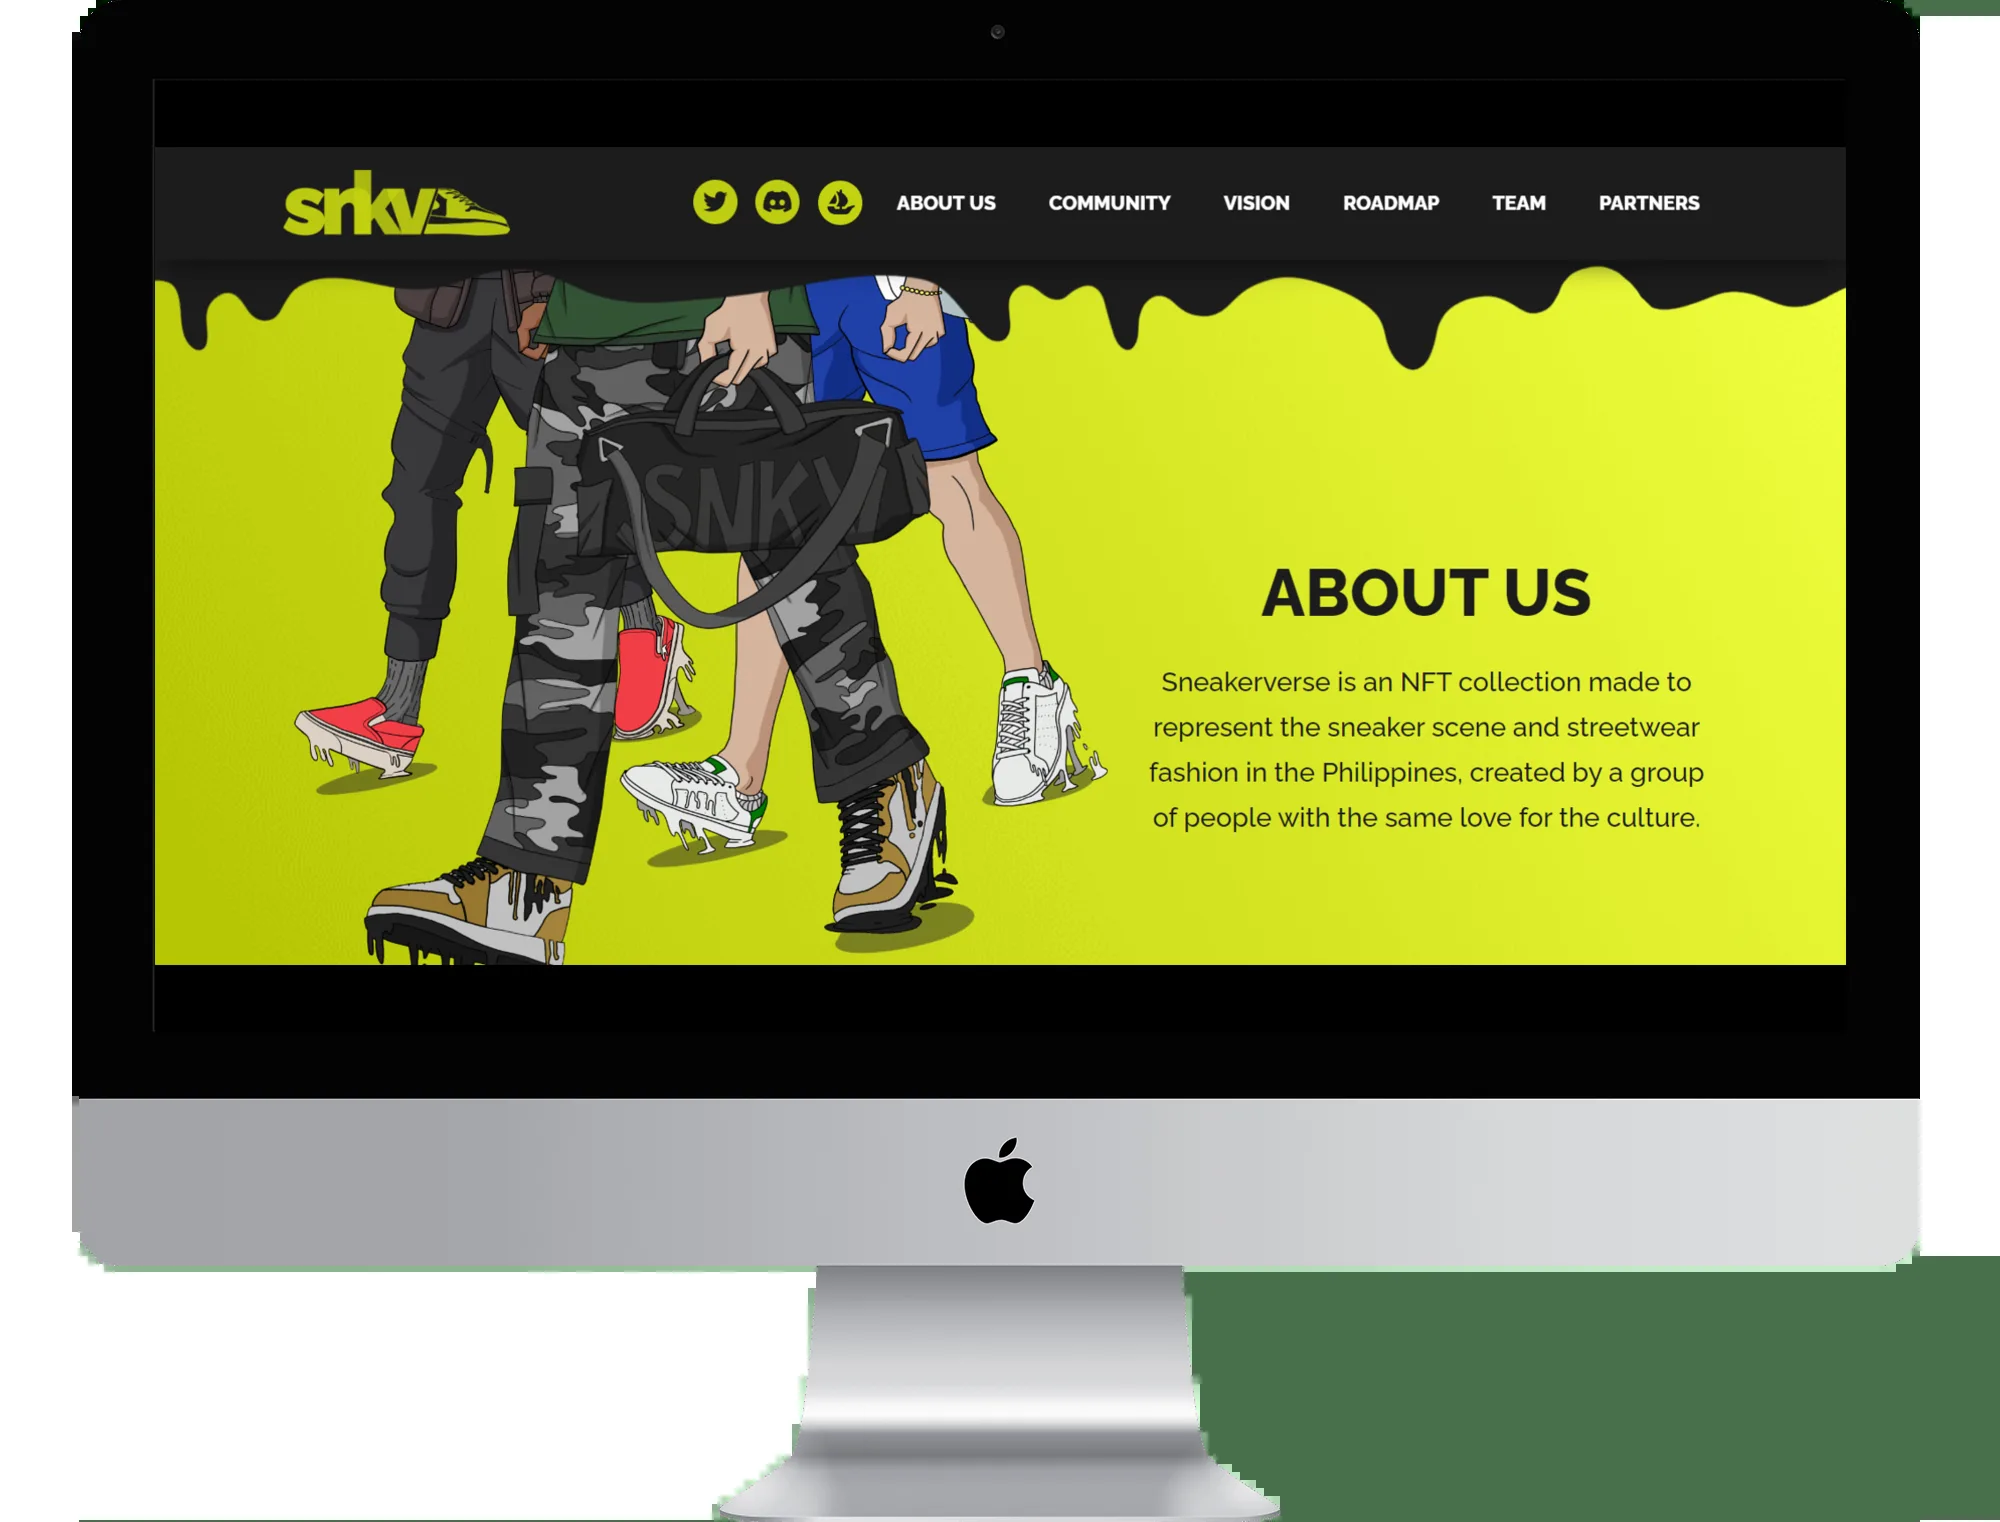 snkv
ABOUT US COMMUNITY VISION ROADMAP TEAM PARTNERS
SNKV
ABOUT US
Sneakerverse is an NFT collection made to
represent the sneaker scene and streetwear
fashion in the Philippines, created by a group
of people with the same love for the culture.